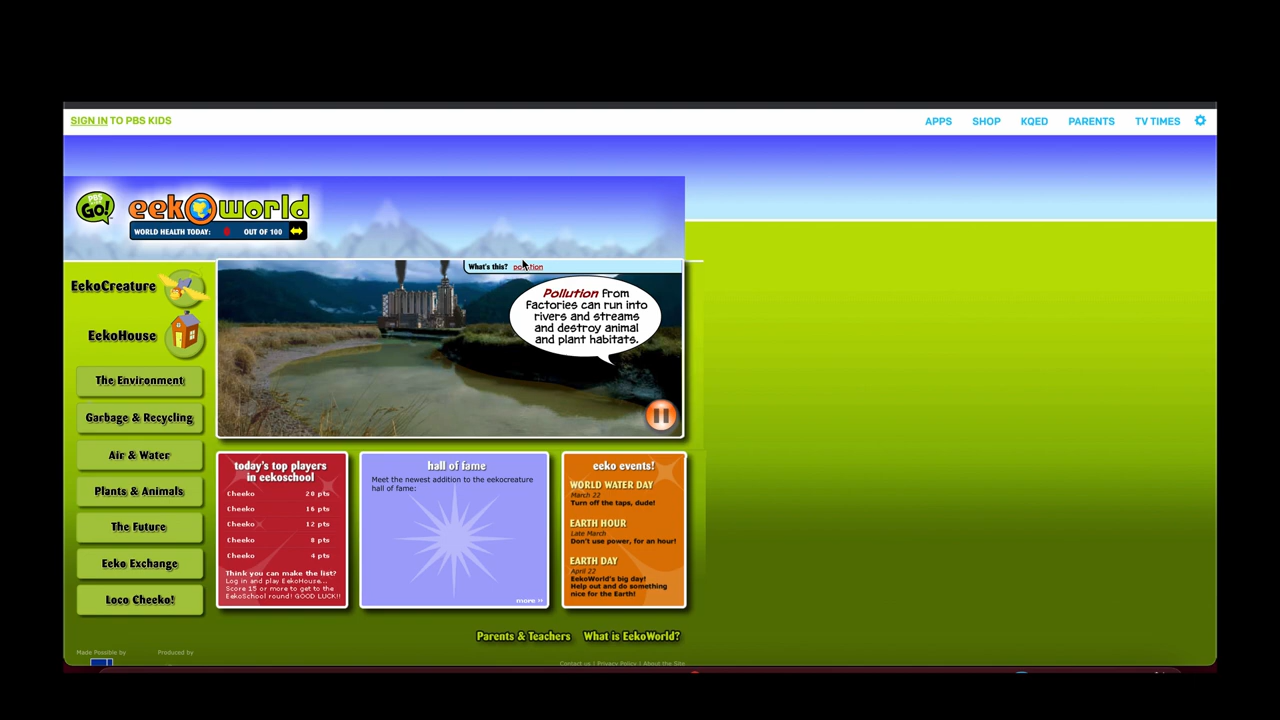 SIGN IN TO PBS KIDS
APPS SHOP KQED PARENTS TV TIMES
PBS GO!
eekoworld
WORLD HEALTH TODAY: OUT OF 100
What's this? pollution
Pollution from
Factories can run into
rivers and streams
and destroy animal
and plant habitats.
EekoCreature
EekoHouse
The Environment
Garbage & Recycling
Air & Water
Plants & Animals
The Future
Eeko Exchange
Loco Cheeko!
today's top players
in eekoschool
Cheeko 20 pts
Cheeko 16 pts
Cheeko 12 pts
Cheeko 8 pts
Cheeko 4 pts
Think you can make the list?
Log in and play EekoHouse...
Score 15 or more to get to the
EekoSchool round! GOOD LUCK!!
hall of fame
Meet the newest addition to the eekocreature
hall of fame:
more »
eeko events!
WORLD WATER DAY
March 22
Turn off the taps, dude!
EARTH HOUR
Late March
Don't use power, for an hour!
EARTH DAY
April 22
EekoWorld's big day!
Help out and do something
nice for the Earth!
Parents & Teachers What is EekoWorld?
Made Possible by Produced by
Contact us | Privacy Policy | About the Site